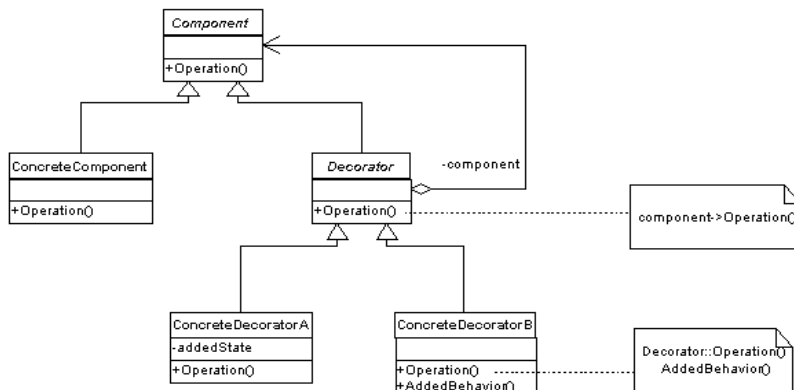 Component
+Operation()
ConcreteComponent
+Operation()
Decorator
+Operation()
-component
component->Operation()
ConcreteDecoratorA
-addedState
+Operation()
ConcreteDecoratorB
+Operation()
+AddedBehavior()
Decorator::Operation()
AddedBehavior()